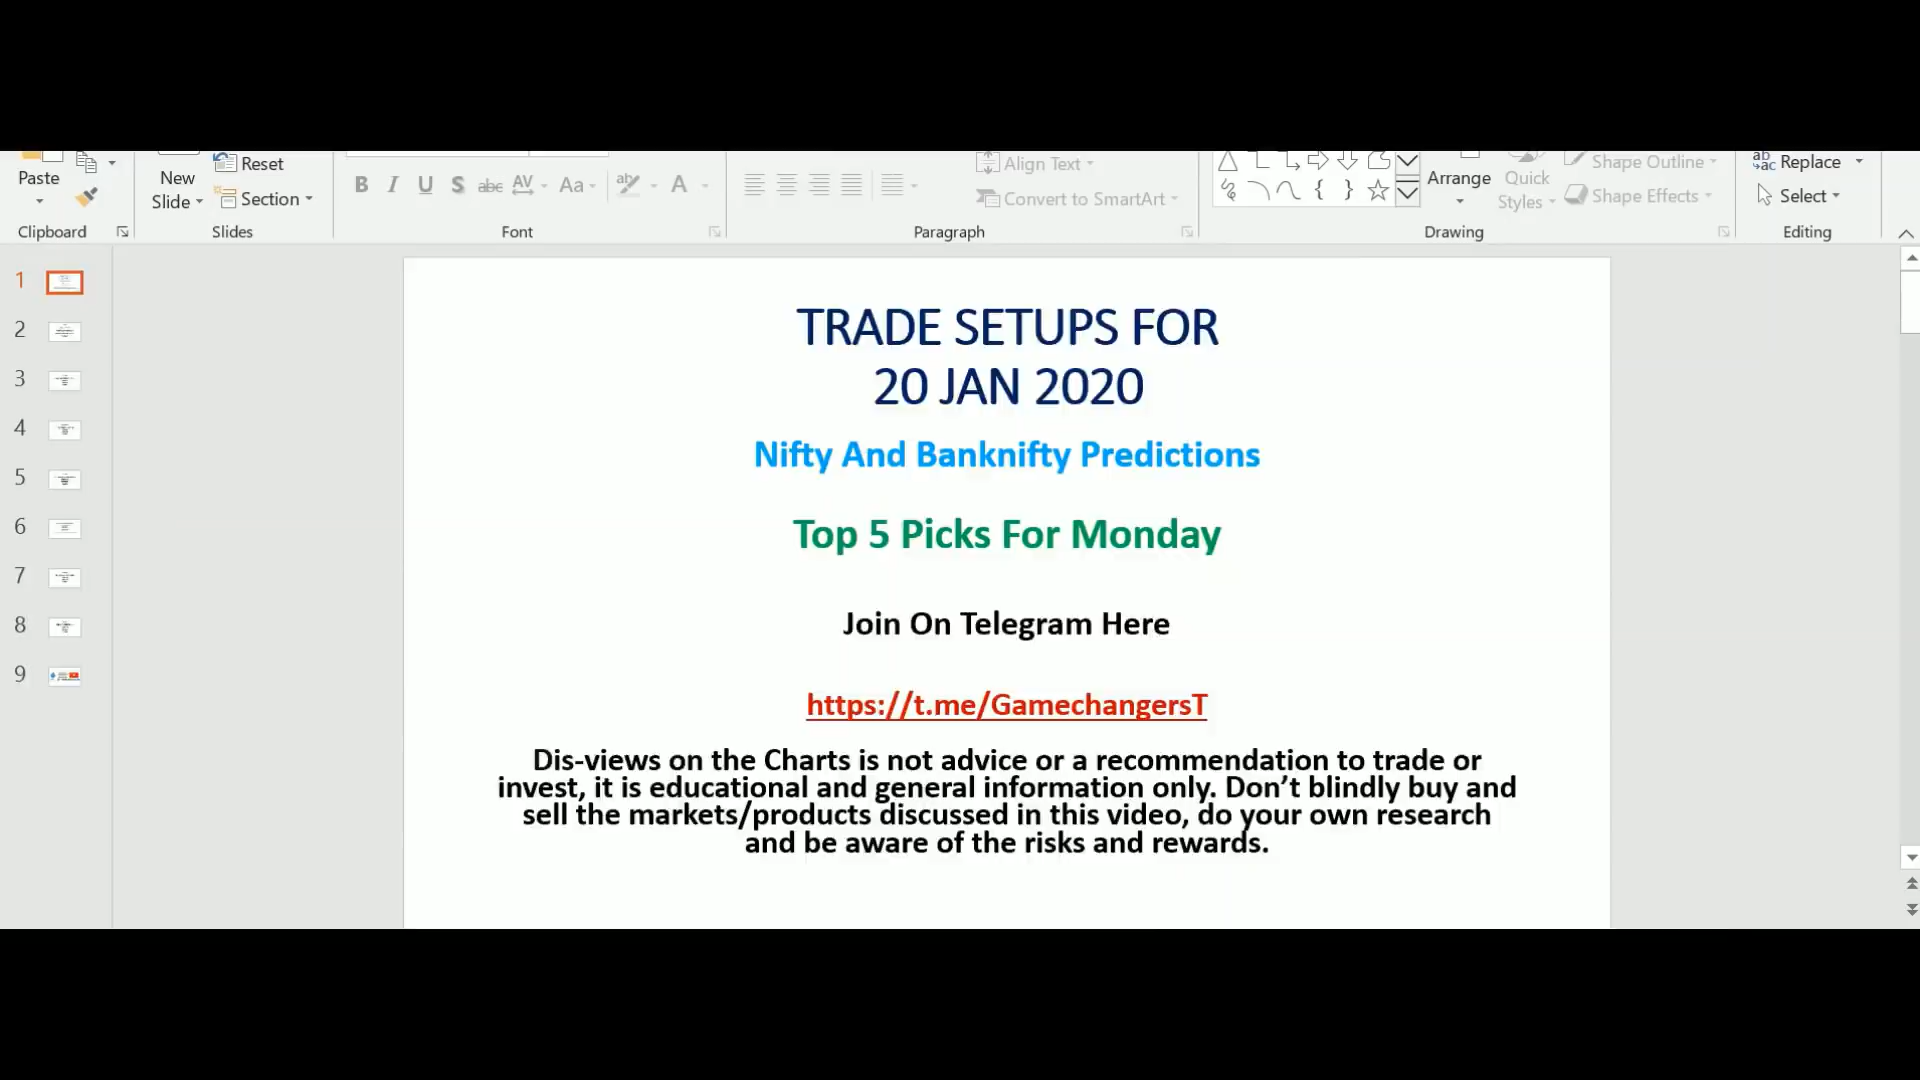 Paste
New
Slide
Reset
Section
B I U S abc AV Aa A
Align Text
Convert to SmartArt
Arrange
Quick
Styles
Shape Outline
Shape Effects
Replace
Select
Clipboard
Slides
Font
Paragraph
Drawing
Editing
1
2
3
4
5
6
7
8
9
TRADE SETUPS FOR
20 JAN 2020
Nifty And Banknifty Predictions
Top 5 Picks For Monday
Join On Telegram Here
https://t.me/GamechangersT
Dis-views on the Charts is not advice or a recommendation to trade or
invest, it is educational and general information only. Don’t blindly buy and
sell the markets/products discussed in this video, do your own research
and be aware of the risks and rewards.